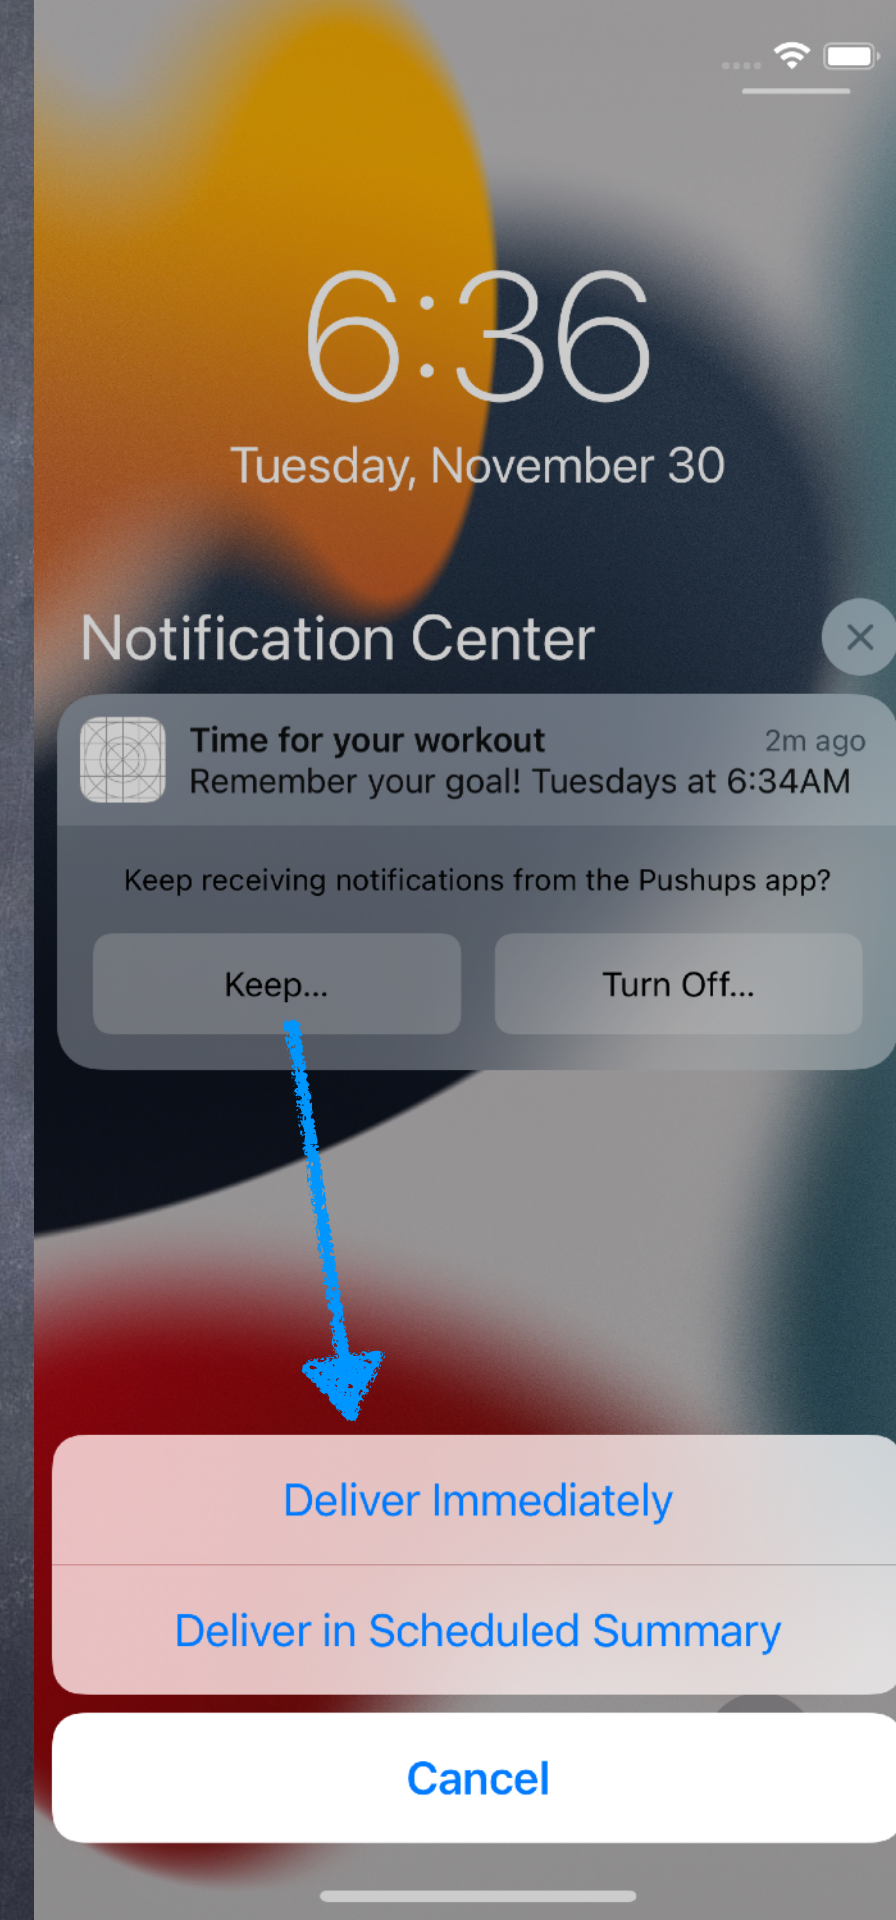 6:36
Tuesday, November 30
Notification Center
Time for your workout
2m ago
Remember your goal! Tuesdays at 6:34AM
Keep receiving notifications from the Pushups app?
Keep...
Turn Off...
Deliver Immediately
Deliver in Scheduled Summary
Cancel